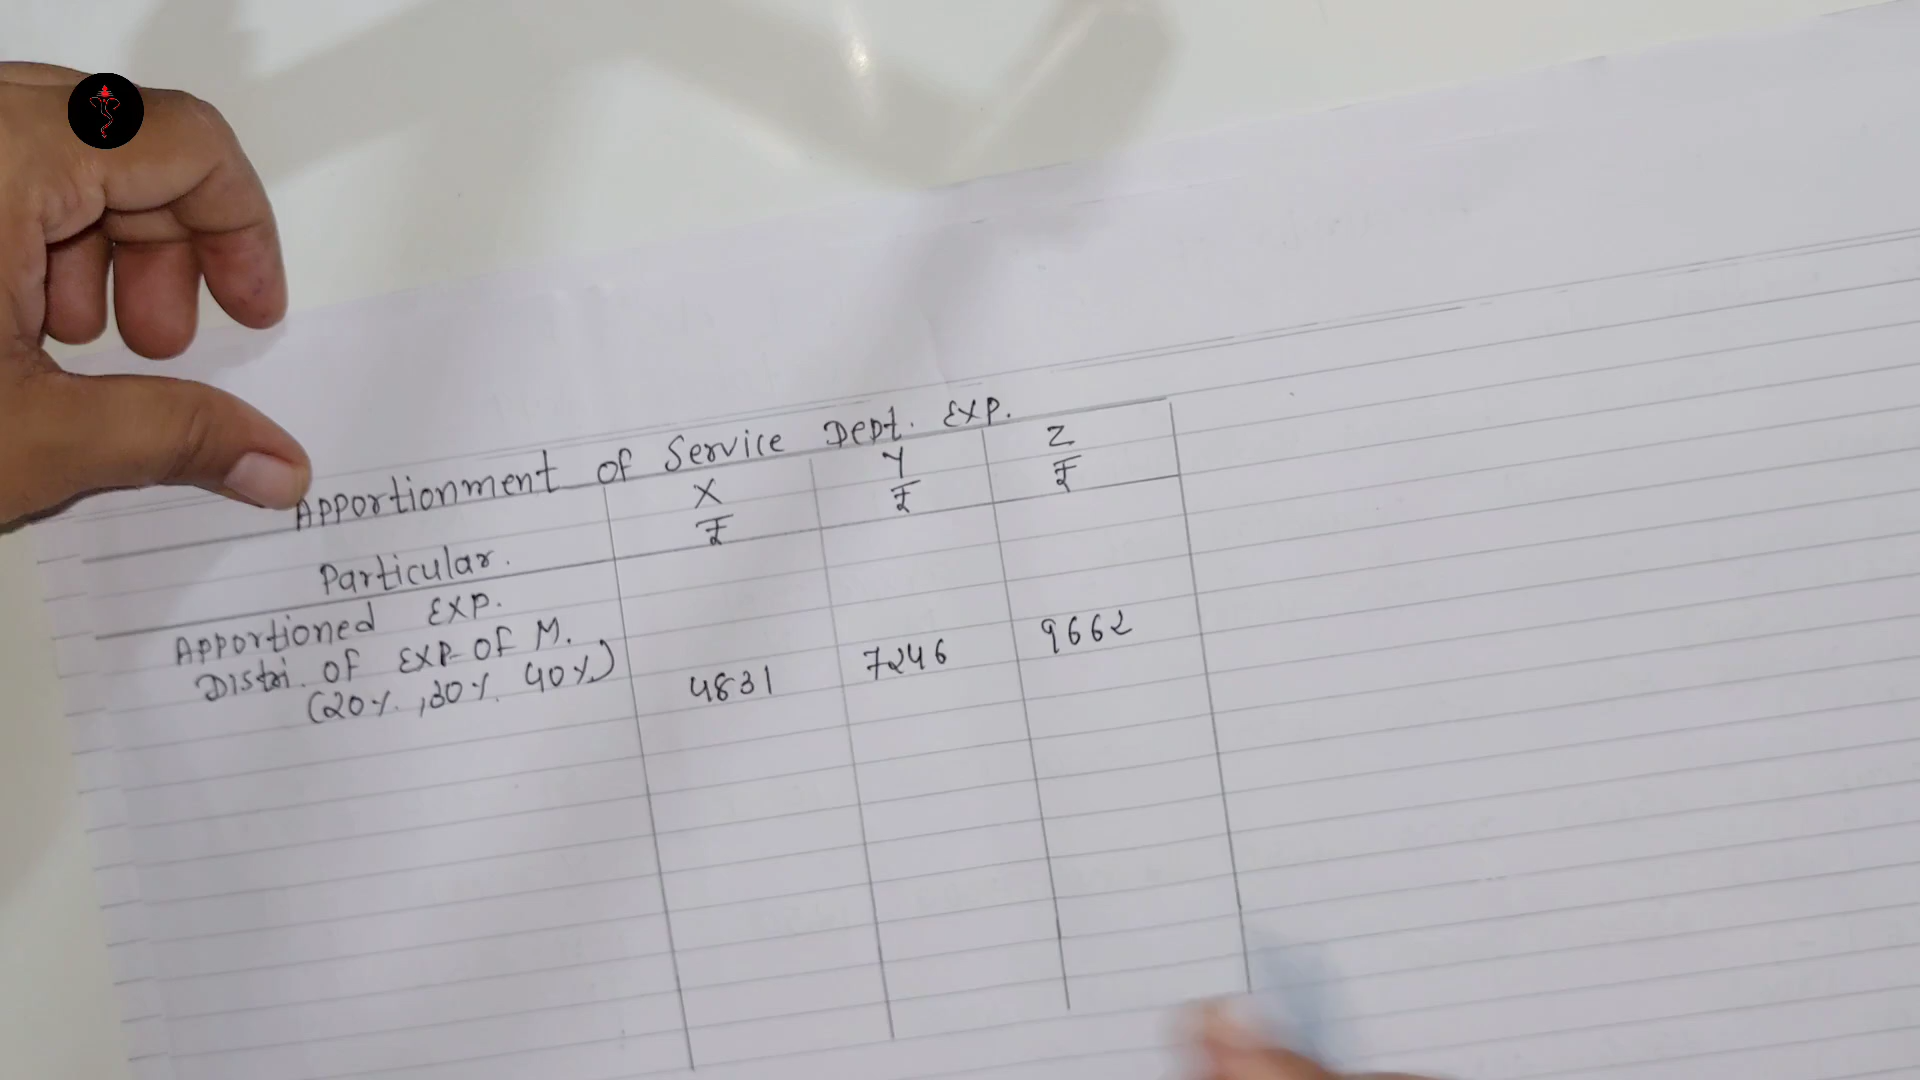 Apportionment of Service Dept. Exp.
Particular. X Y Z
₹ ₹ ₹
Apportioned Exp.
Distri. of Exp of M.
(20%, 30% 40%) 4831 7246 9662